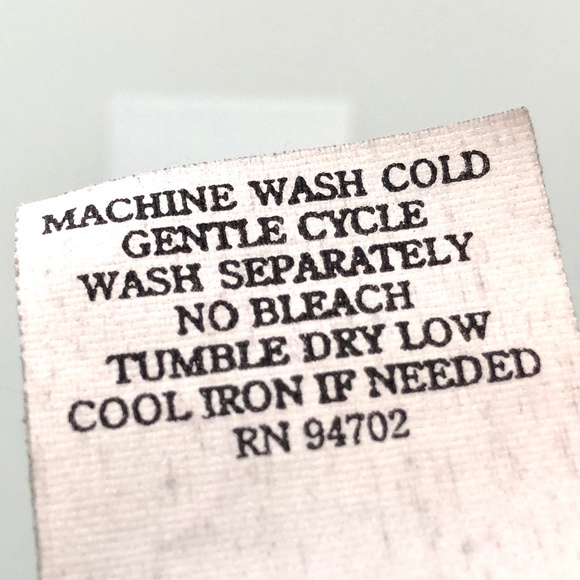 MACHINE WASH COLD
GENTLE CYCLE
WASH SEPARATELY
NO BLEACH
TUMBLE DRY LOW
COOL IRON IF NEEDED
RN 94702